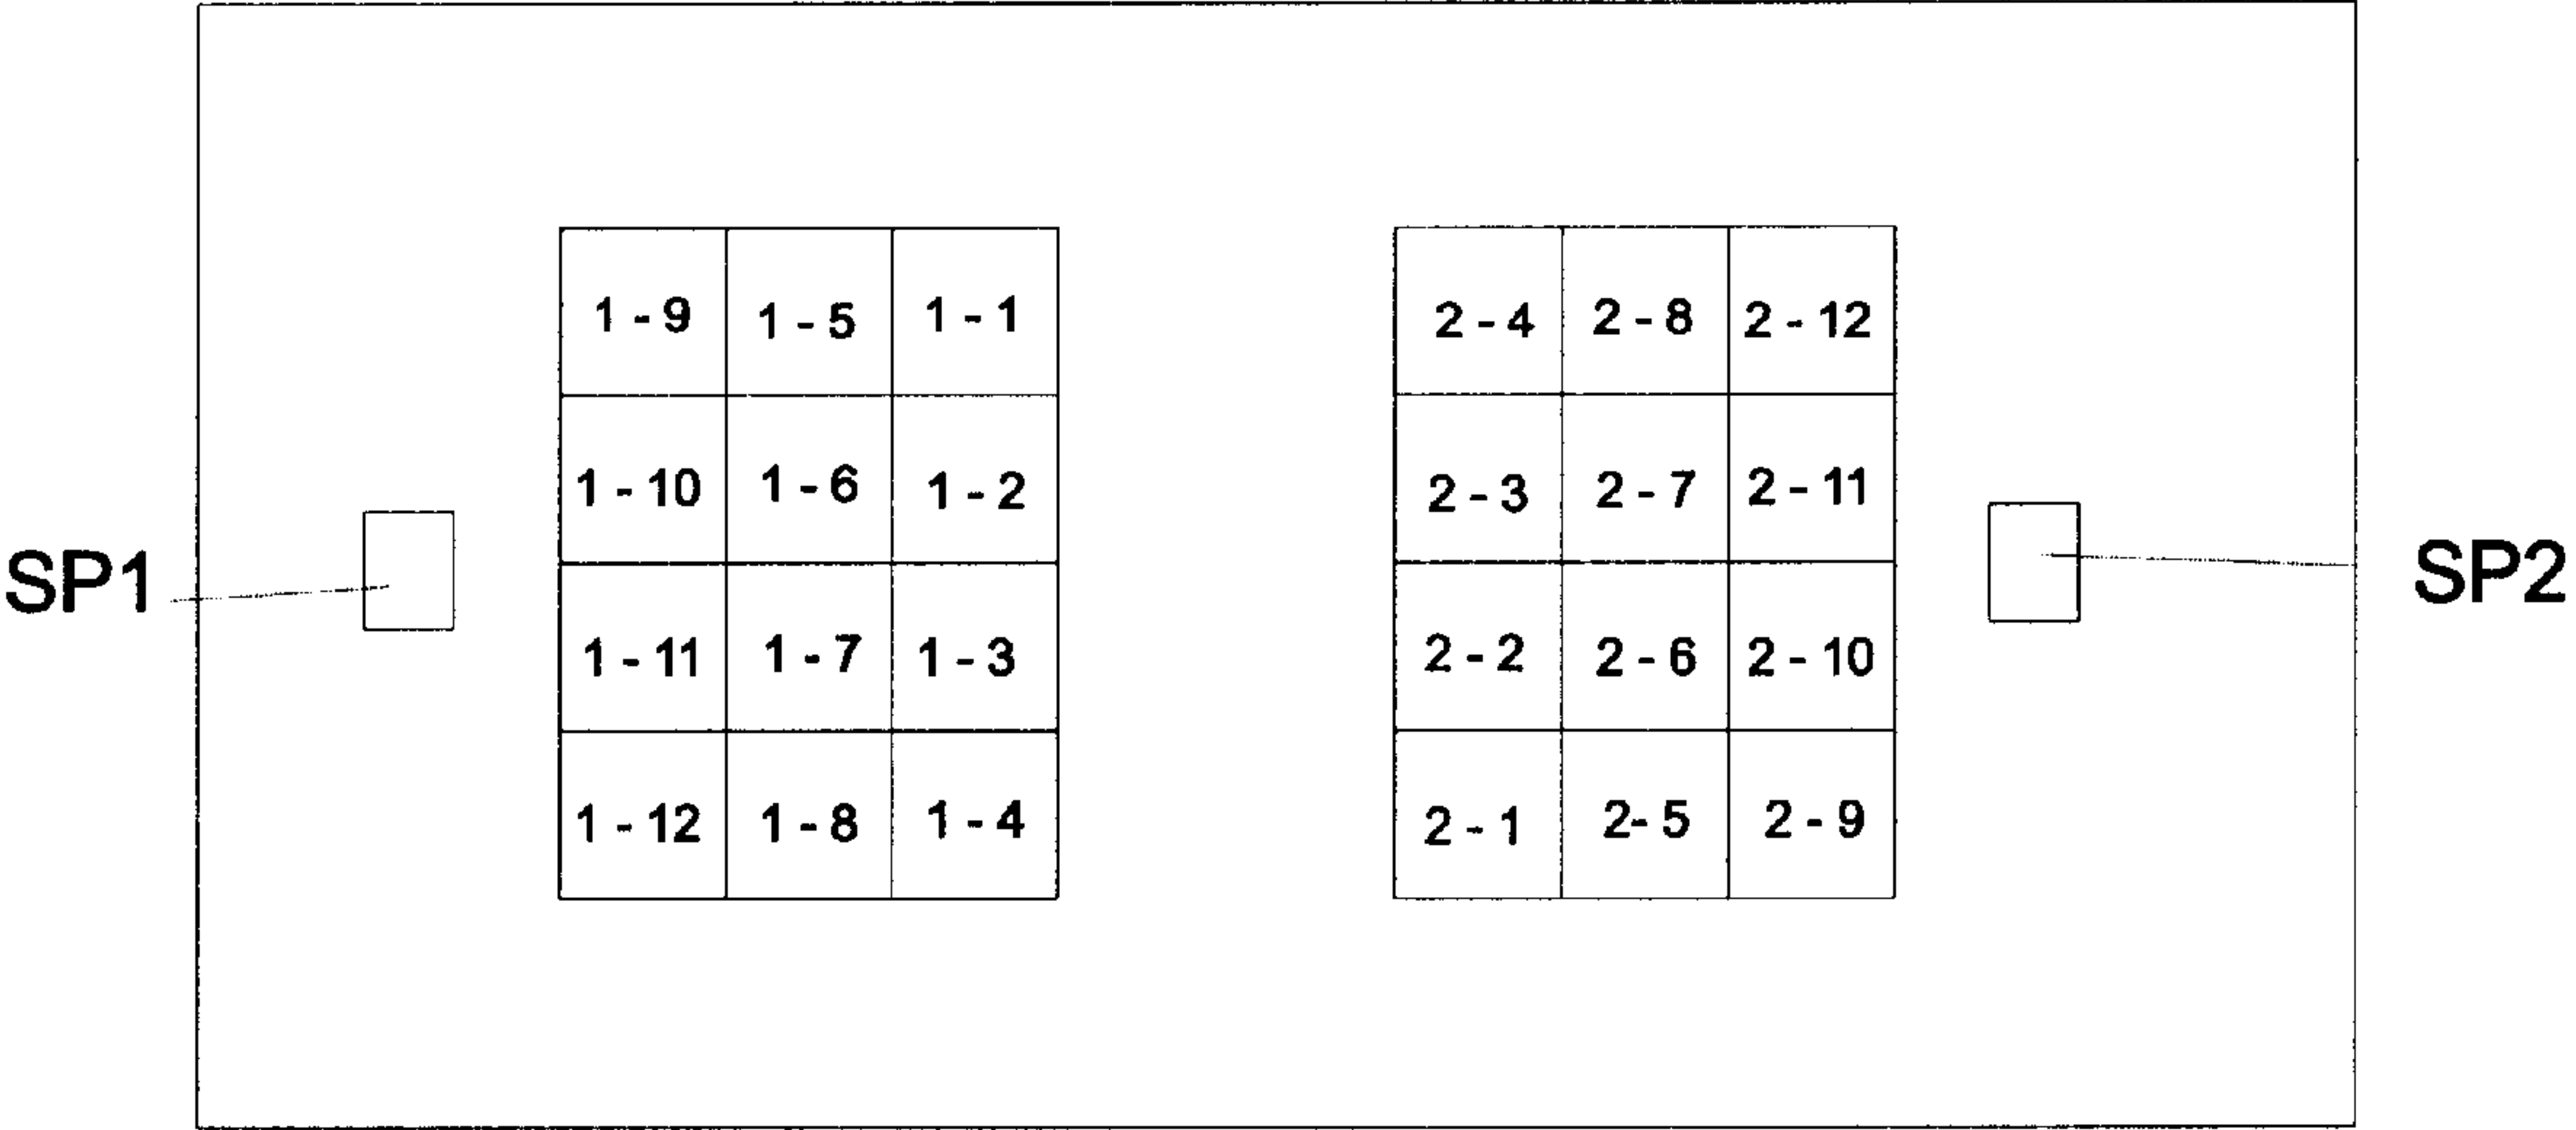 1 - 9 1 - 5 1 - 1 2 - 4 2 - 8 2 - 12
1 - 10 1 - 6 1 - 2 2 - 3 2 - 7 2 - 11
SP1 SP2
1 - 11 1 - 7 1 - 3 2 - 2 2 - 6 2 - 10
1 - 12 1 - 8 1 - 4 2 - 1 2- 5 2 - 9